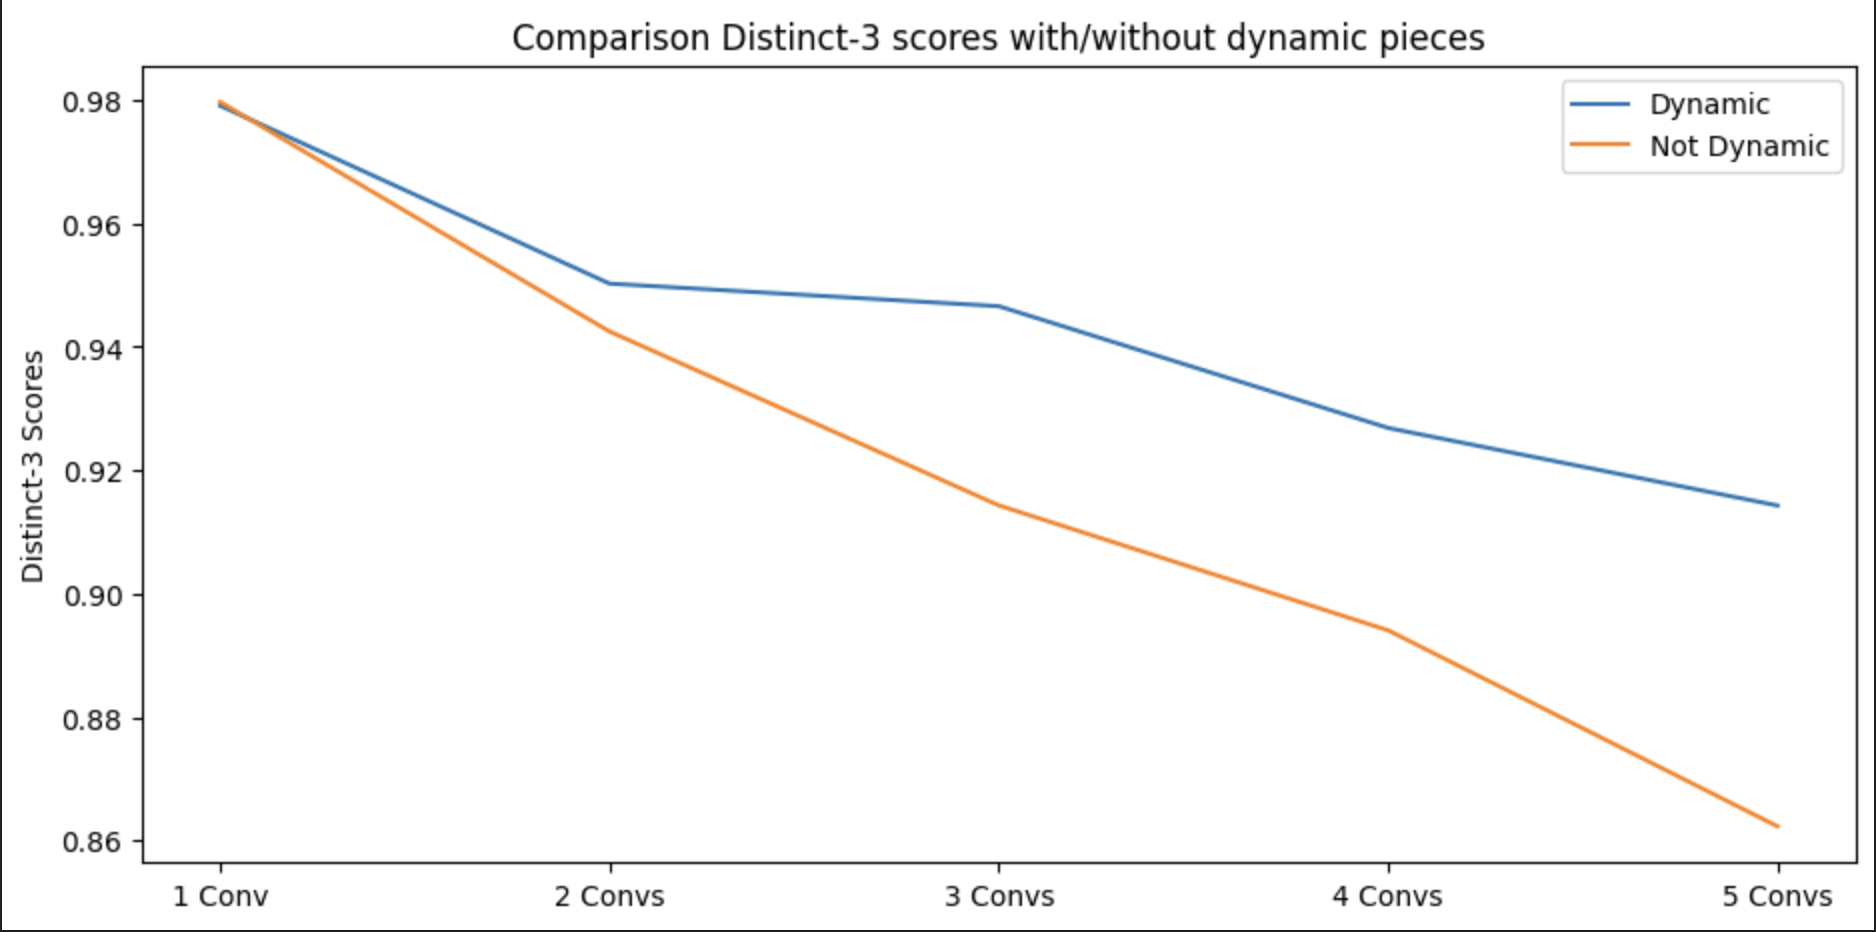 Comparison Distinct-3 scores with/without dynamic pieces
Dynamic
Not Dynamic
Distinct-3 Scores
0.98
0.96
0.94
0.92
0.90
0.88
0.86
1 Conv 2 Convs 3 Convs 4 Convs 5 Convs